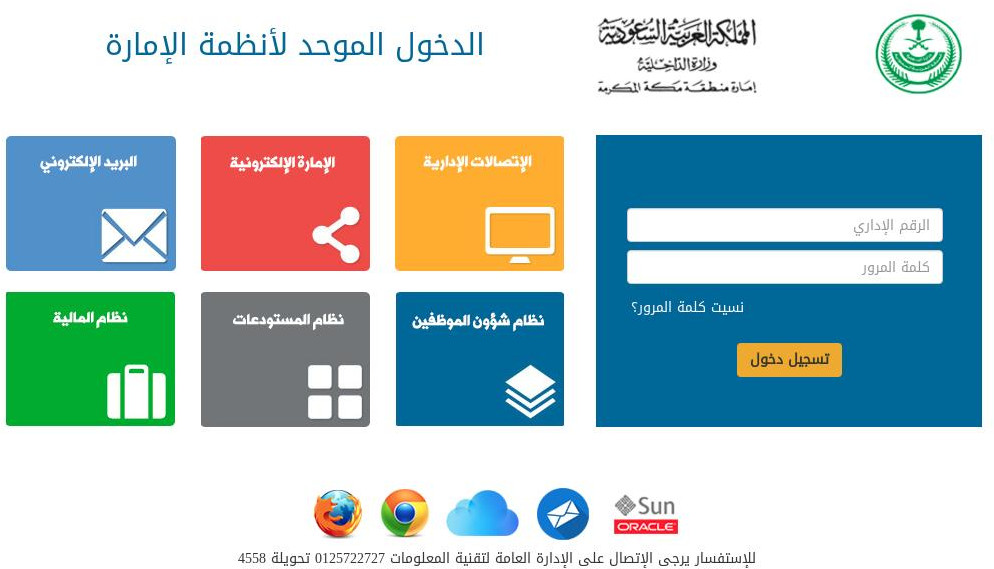 المملكة العربية السعودية
وزارة الداخلية
إمارة منطقة مكة المكرمة
الدخول الموحد لأنظمة الإمارة
الرقم الإداري
كلمة المرور
نسيت كلمة المرور؟
تسجيل دخول
الإتصالات الإدارية
الإمارة الإلكترونية
البريد الإلكتروني
نظام شؤون الموظفين
نظام المستودعات
نظام المالية
Sun
ORACLE
للإستفسار يرجى الإتصال على الإدارة العامة لتقنية المعلومات 0125722727 تحويلة 4558